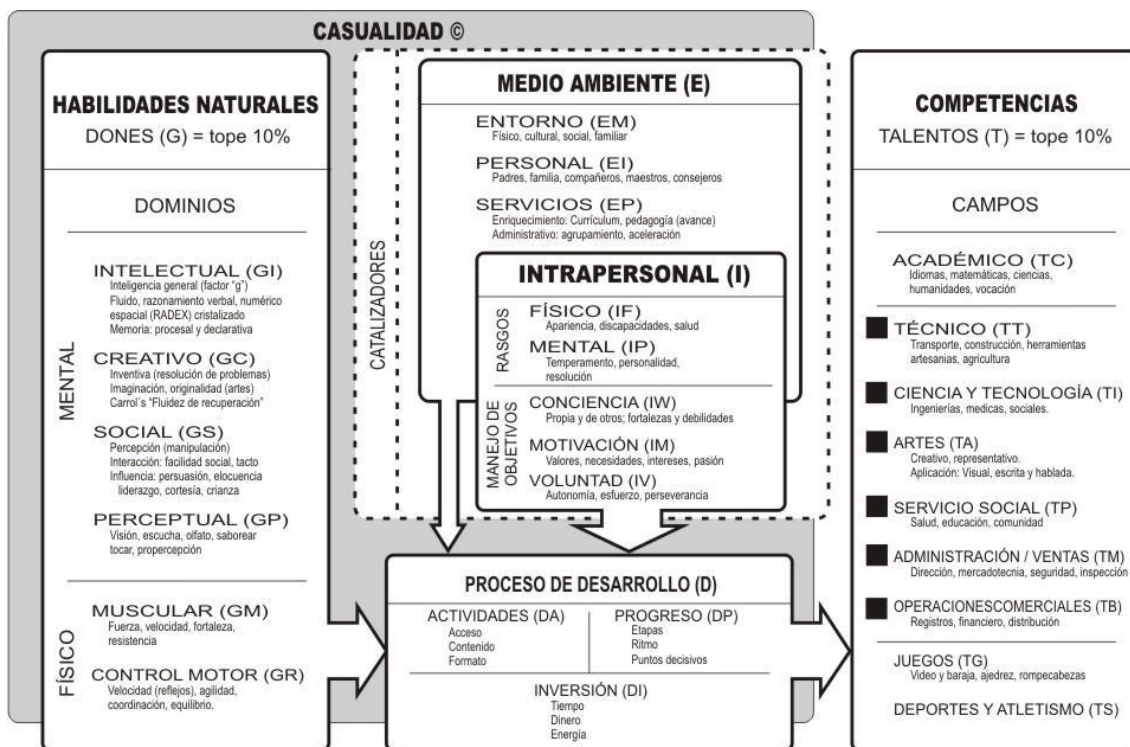 CASUALIDAD ©
HABILIDADES NATURALES
DONES (G) = tope 10%
DOMINIOS
MENTAL
INTELECTUAL (GI)
Inteligencia general (factor "g")
Fluido, razonamiento verbal, numérico
espacial (RADEX) cristalizado
Memoria: procesal y declarativa
CREATIVO (GC)
Inventiva (resolución de problemas)
Imaginación, originalidad (artes)
Carrol´s "Fluidez de recuperación"
SOCIAL (GS)
Percepción (manipulación)
Interacción: facilidad social, tacto
Influencia: persuasión, elocuencia
liderazgo, cortesía, crianza
PERCEPTUAL (GP)
Visión, escucha, olfato, saborear
tocar, propercepción
FÍSICO
MUSCULAR (GM)
Fuerza, velocidad, fortaleza,
resistencia
CONTROL MOTOR (GR)
Velocidad (reflejos), agilidad,
coordinación, equilibrio.
CATALIZADORES
MEDIO AMBIENTE (E)
ENTORNO (EM)
Físico, cultural, social, familiar
PERSONAL (EI)
Padres, familia, compañeros, maestros, consejeros
SERVICIOS (EP)
Enriquecimiento: Currículum, pedagogía (avance)
Administrativo: agrupamiento, aceleración
INTRAPERSONAL (I)
RASGOS
FÍSICO (IF)
Apariencia, discapacidades, salud
MENTAL (IP)
Temperamento, personalidad,
resolución
MANEJO DE
OBJETIVOS
CONCIENCIA (IW)
Propia y de otros; fortalezas y debilidades
MOTIVACIÓN (IM)
Valores, necesidades, intereses, pasión
VOLUNTAD (IV)
Autonomía, esfuerzo, perseverancia
PROCESO DE DESARROLLO (D)
ACTIVIDADES (DA)
Acceso
Contenido
Formato
PROGRESO (DP)
Etapas
Ritmo
Puntos decisivos
INVERSIÓN (DI)
Tiempo
Dinero
Energía
COMPETENCIAS
TALENTOS (T) = tope 10%
CAMPOS
ACADÉMICO (TC)
Idiomas, matemáticas, ciencias,
humanidades, vocación
TÉCNICO (TT)
Transporte, construcción, herramientas
artesanias, agricultura
CIENCIA Y TECNOLOGÍA (TI)
Ingenierías, medicas, sociales.
ARTES (TA)
Creativo, representativo.
Aplicación: Visual, escrita y hablada.
SERVICIO SOCIAL (TP)
Salud, educación, comunidad
ADMINISTRACIÓN / VENTAS (TM)
Dirección, mercadotecnia, seguridad, inspección
OPERACIONESCOMERCIALES (TB)
Registros, financiero, distribución
JUEGOS (TG)
Video y baraja, ajedrez, rompecabezas
DEPORTES Y ATLETISMO (TS)